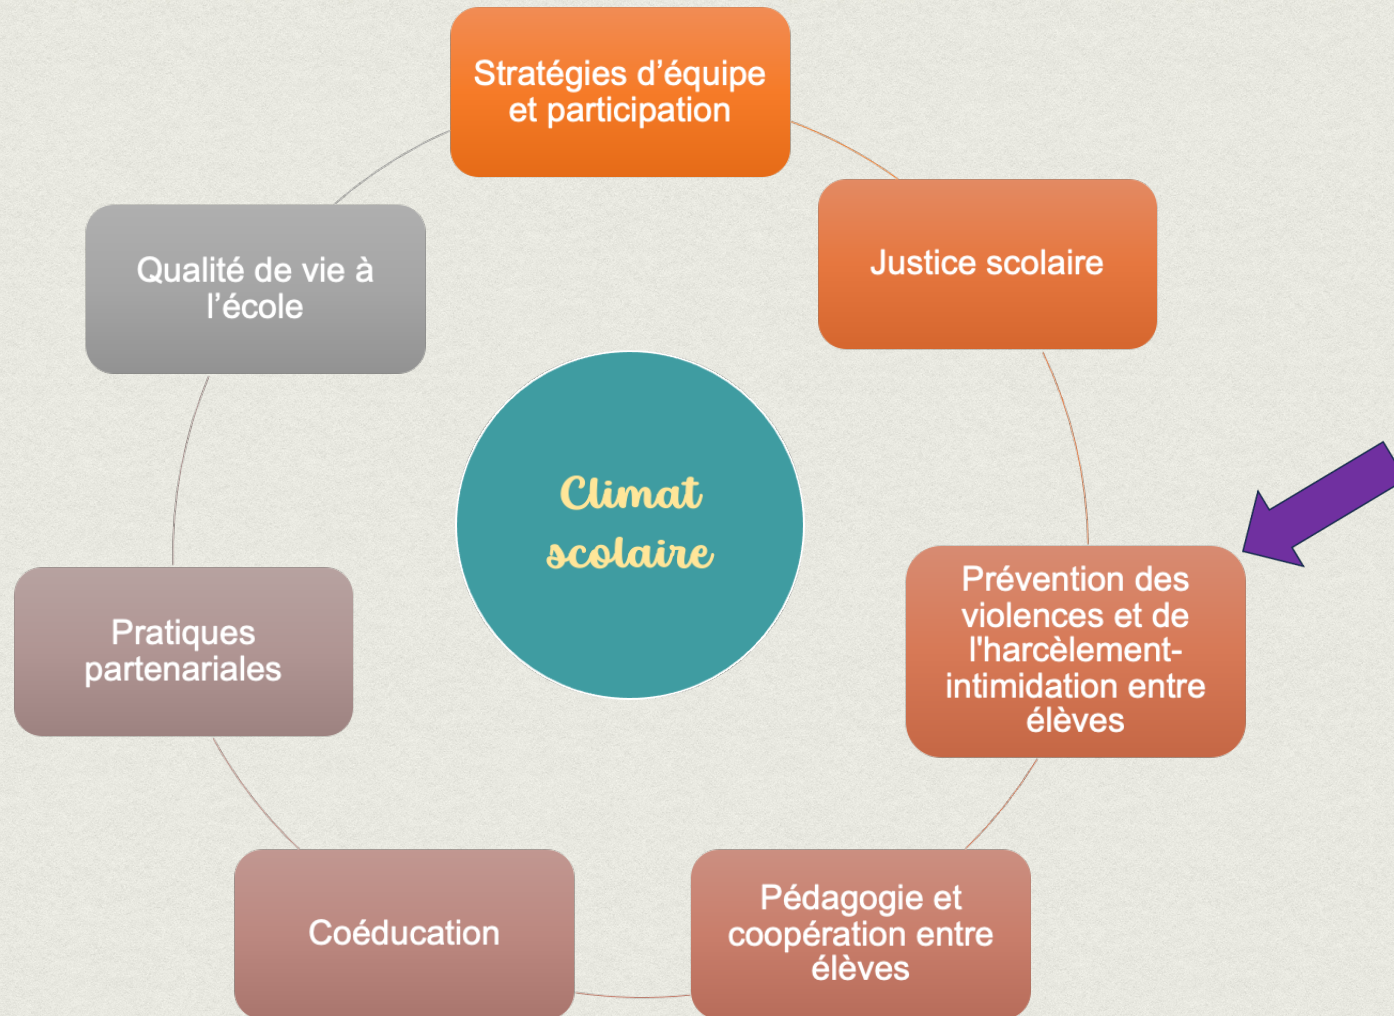 Stratégies d’équipe
et participation
Justice scolaire
Prévention des
violences et de
l'harcèlement-
intimidation entre
élèves
Pédagogie et
coopération entre
élèves
Coéducation
Pratiques
partenariales
Qualité de vie à
l’école
Climat
scolaire